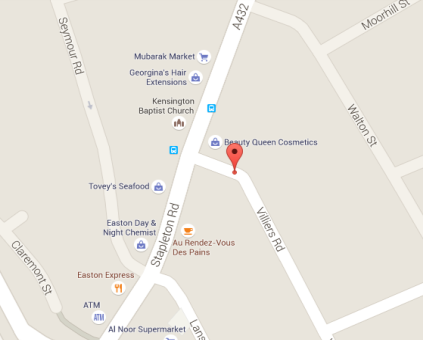 A432
Moorhill St
Seymour Rd
Mubarak Market
Georgina's Hair
Extensions
Kensington
Baptist Church
Walton St
Beauty Queen Cosmetics
Tovey's Seafood
Stapleton Rd
Villiers Rd
Easton Day &
Night Chemist
Au Rendez-Vous
Des Pains
Claremont St
Easton Express
ATM
ATM
Al Noor Supermarket